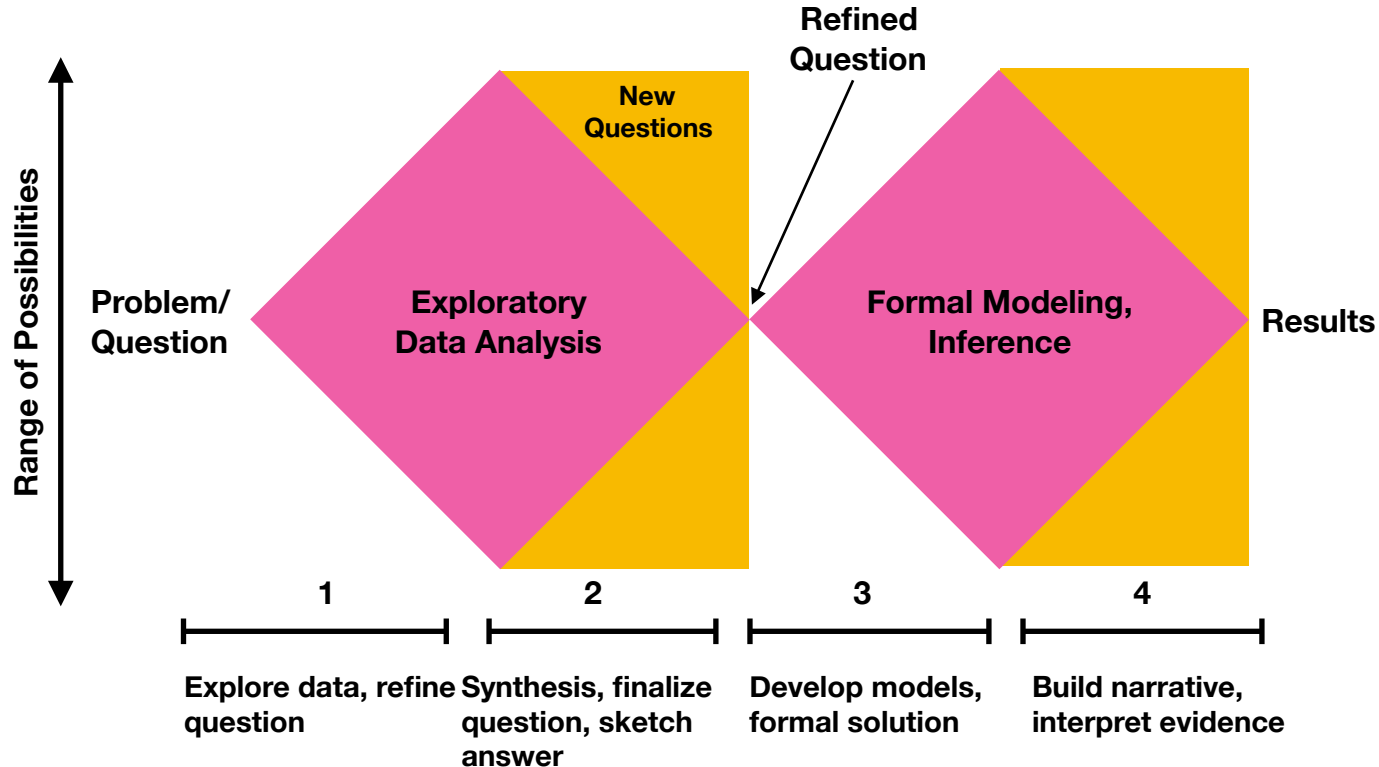 Refined
Question
New
Questions
Range of Possibilities
Problem/
Question
Exploratory
Data Analysis
Formal Modeling,
Inference
Results
1
2
3
4
Explore data, refine
question
Synthesis, finalize
question, sketch
answer
Develop models,
formal solution
Build narrative,
interpret evidence